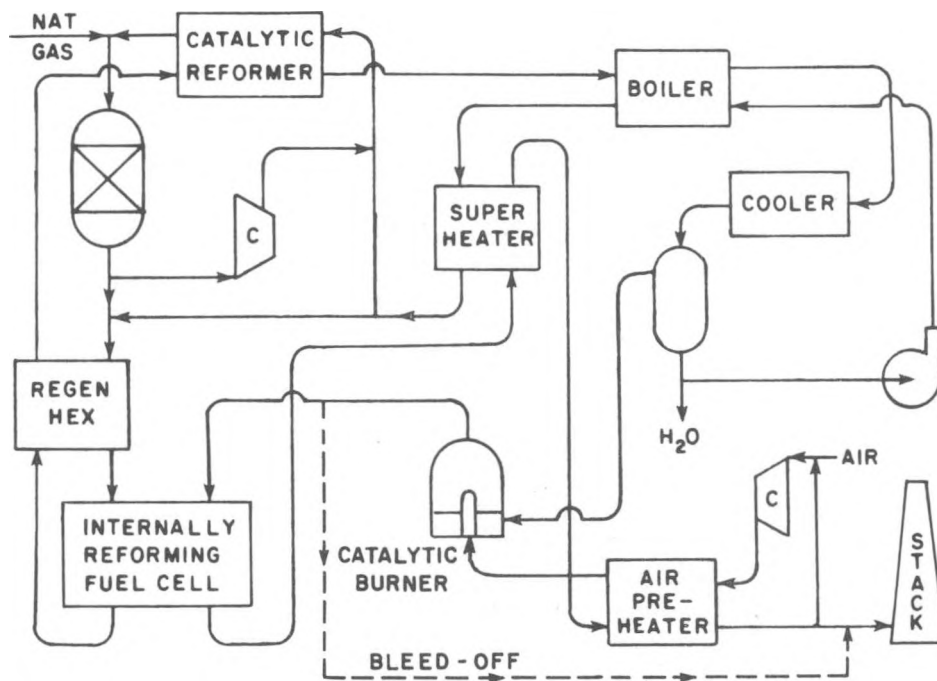 NAT
GAS
CATALYTIC
REFORMER
BOILER
COOLER
SUPER
HEATER
C
REGEN
HEX
H₂O
AIR
C
INTERNALLY
REFORMING
FUEL CELL
CATALYTIC
BURNER
AIR
PRE-
HEATER
STACK
BLEED-OFF